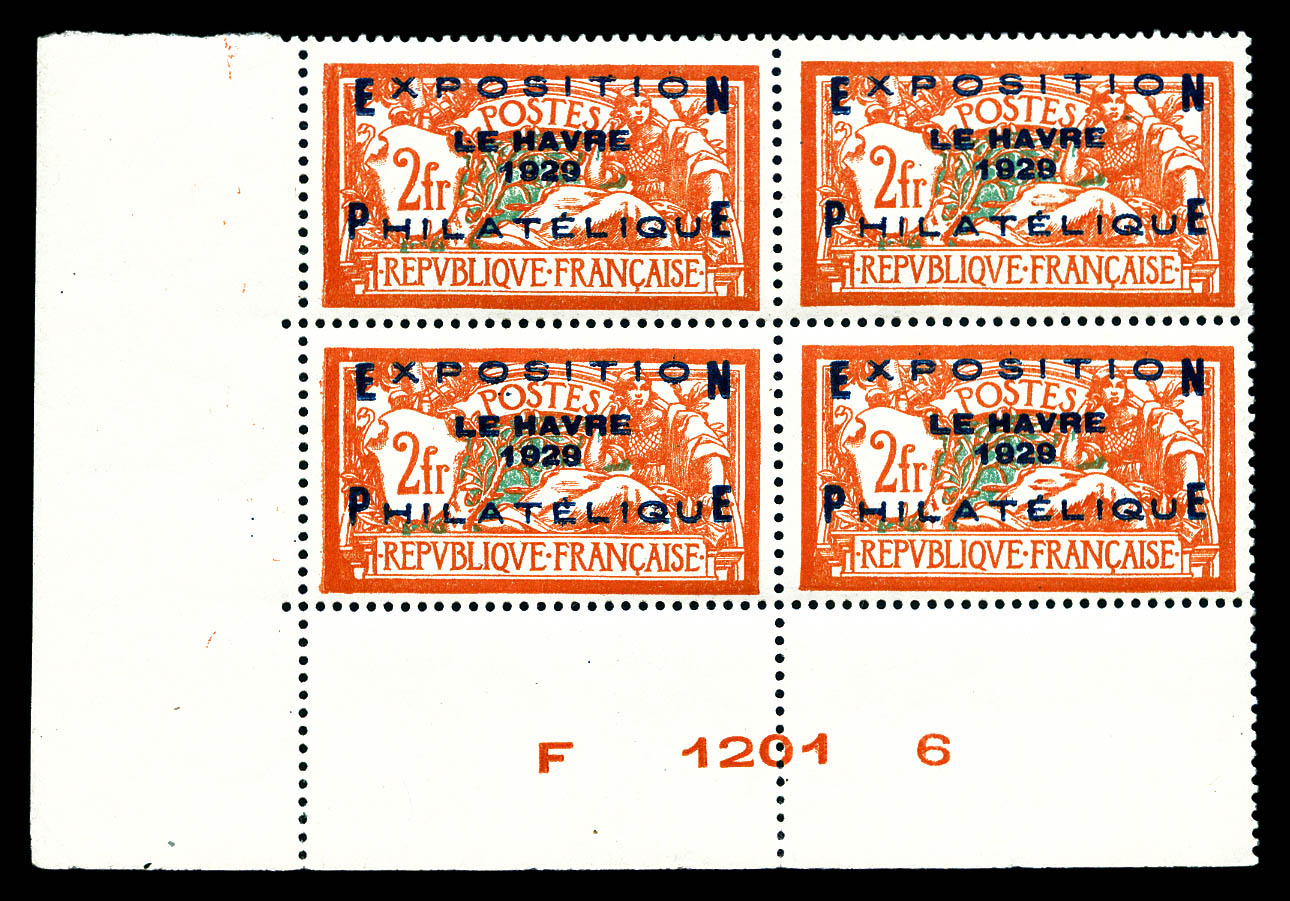 EXPOSITION
POSTES
LE HAVRE
1929
2fr
PHILATÉLIQUE
·REPVBLIQVE·FRANÇAISE·
EXPOSITION
POSTES
LE HAVRE
1929
2fr
PHILATÉLIQUE
·REPVBLIQVE·FRANÇAISE·
EXPOSITION
POSTES
LE HAVRE
1929
2fr
PHILATÉLIQUE
·REPVBLIQVE·FRANÇAISE·
EXPOSITION
POSTES
LE HAVRE
1929
2fr
PHILATÉLIQUE
·REPVBLIQVE·FRANÇAISE·
F 1201 6